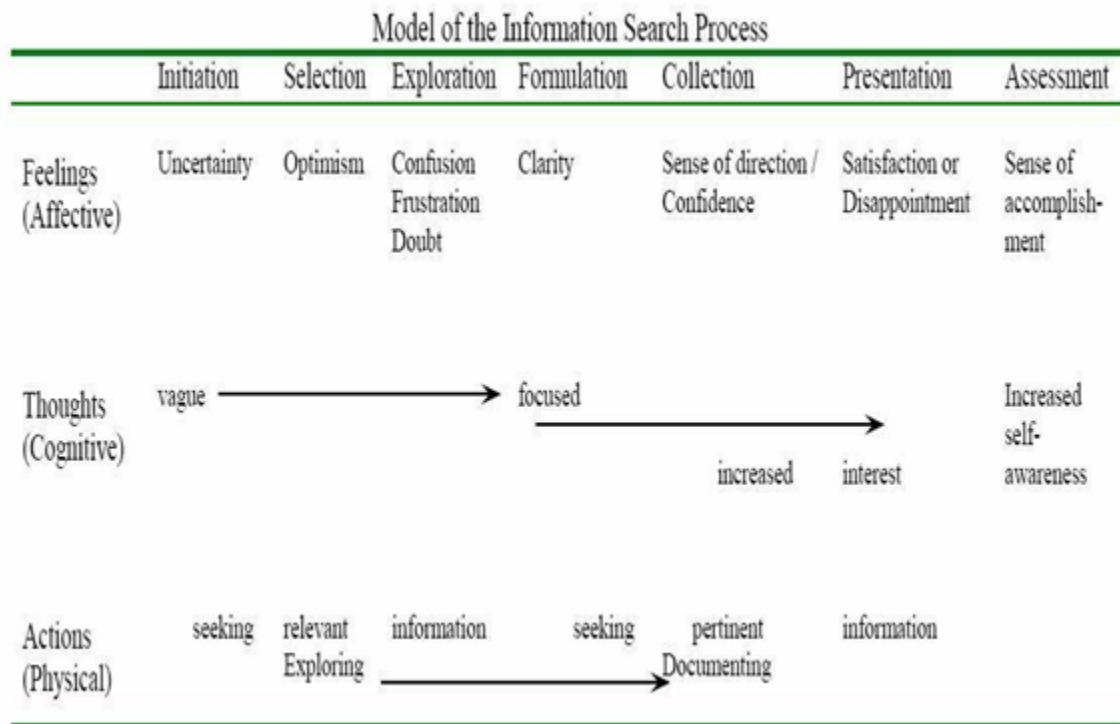 Model of the Information Search Process
Initiation Selection Exploration Formulation Collection Presentation Assessment
Feelings
(Affective)
Uncertainty
Optimism
Confusion
Frustration
Doubt
Clarity
Sense of direction /
Confidence
Satisfaction or
Disappointment
Sense of
accomplish-
ment
Thoughts
(Cognitive)
vague
focused
increased interest
Increased
self-
awareness
Actions
(Physical)
seeking relevant information seeking pertinent information
Exploring Documenting